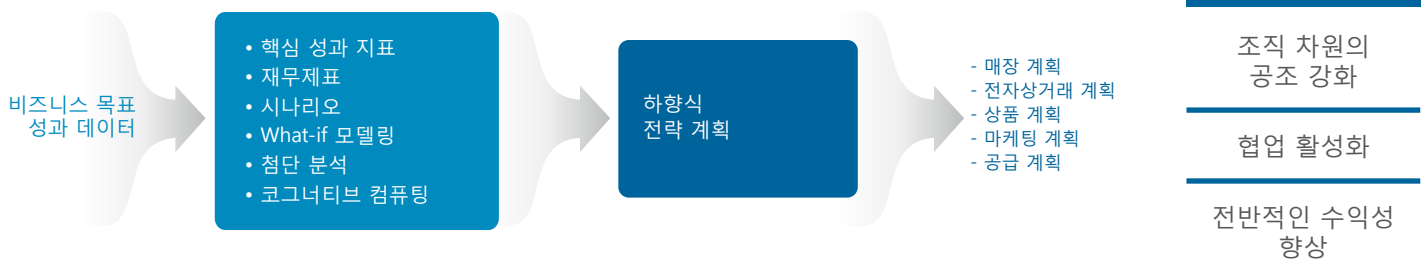 비즈니스 목표
성과 데이터
• 핵심 성과 지표
• 재무제표
• 시나리오
• What-if 모델링
• 첨단 분석
• 코그너티브 컴퓨팅
하향식
전략 계획
- 매장 계획
- 전자상거래 계획
- 상품 계획
- 마케팅 계획
- 공급 계획
조직 차원의
공조 강화
협업 활성화
전반적인 수익성
향상